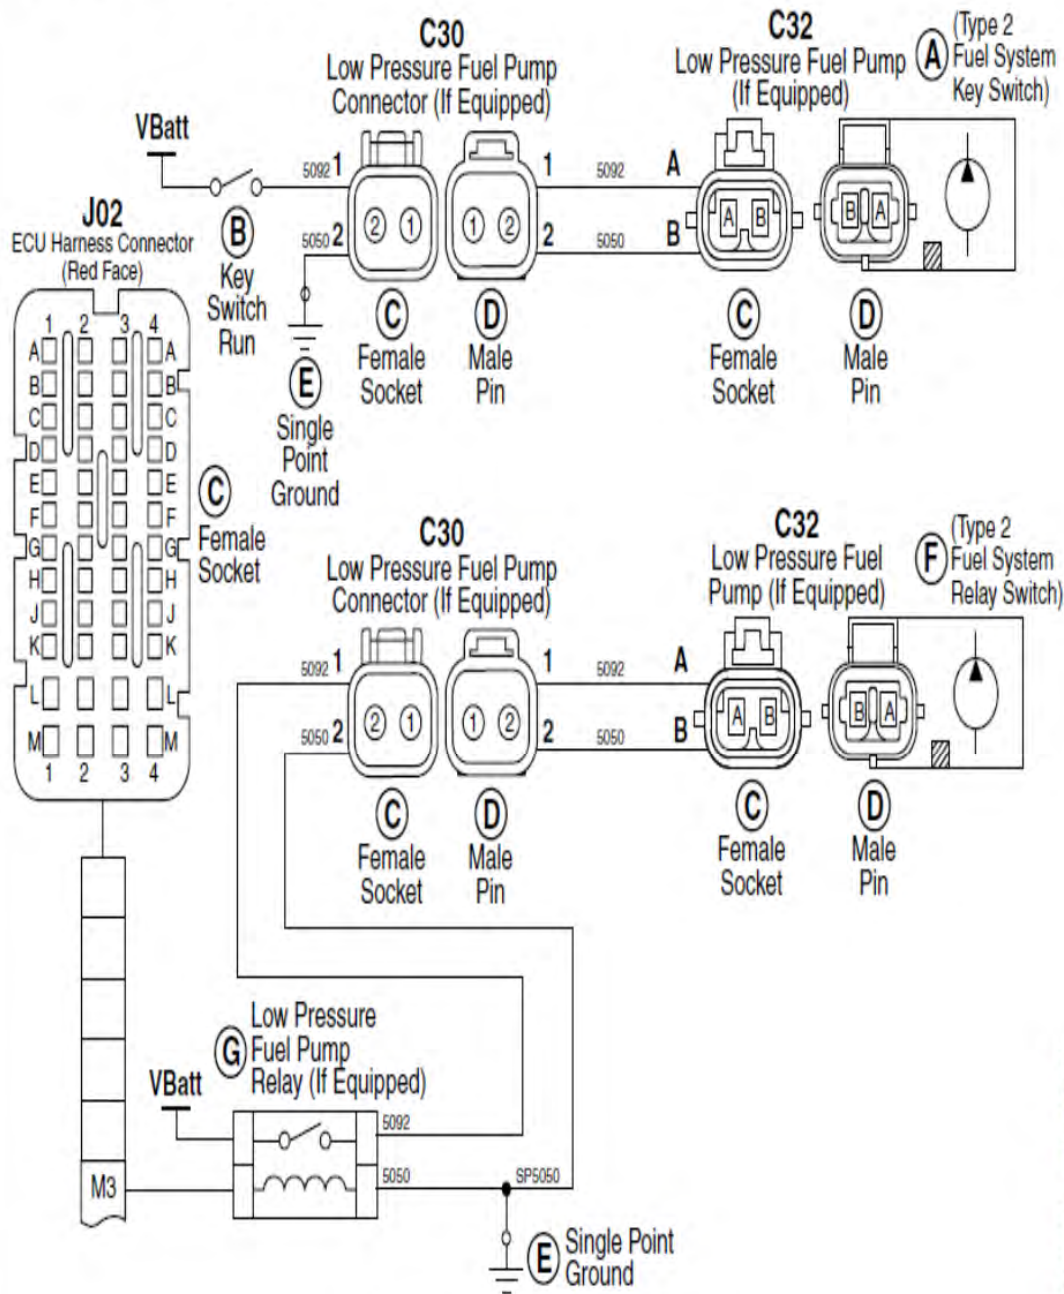 C30
Low Pressure Fuel Pump
Connector (If Equipped)
C32
Low Pressure Fuel Pump
(If Equipped)
A
(Type 2
Fuel System
Key Switch)
VBatt
B
Key
Switch
Run
5092 1
5050 2
2 1
1 2
1 5092 A
2 5050 B
A B
B A
C
Female
Socket
D
Male
Pin
C
Female
Socket
D
Male
Pin
E
Single
Point
Ground
J02
ECU Harness Connector
(Red Face)
1 2 3 4
A A
B B
C C
D D
E E
F F
G G
H H
J J
K K
L L
M M
1 2 3 4
C
Female
Socket
C30
Low Pressure Fuel Pump
Connector (If Equipped)
C32
Low Pressure Fuel
Pump (If Equipped)
F
(Type 2
Fuel System
Relay Switch)
5092 1
5050 2
2 1
1 2
1 5092 A
2 5050 B
A B
B A
C
Female
Socket
D
Male
Pin
C
Female
Socket
D
Male
Pin
G
Low Pressure
Fuel Pump
Relay (If Equipped)
VBatt
5092
5050
SP5050
M3
E
Single Point
Ground